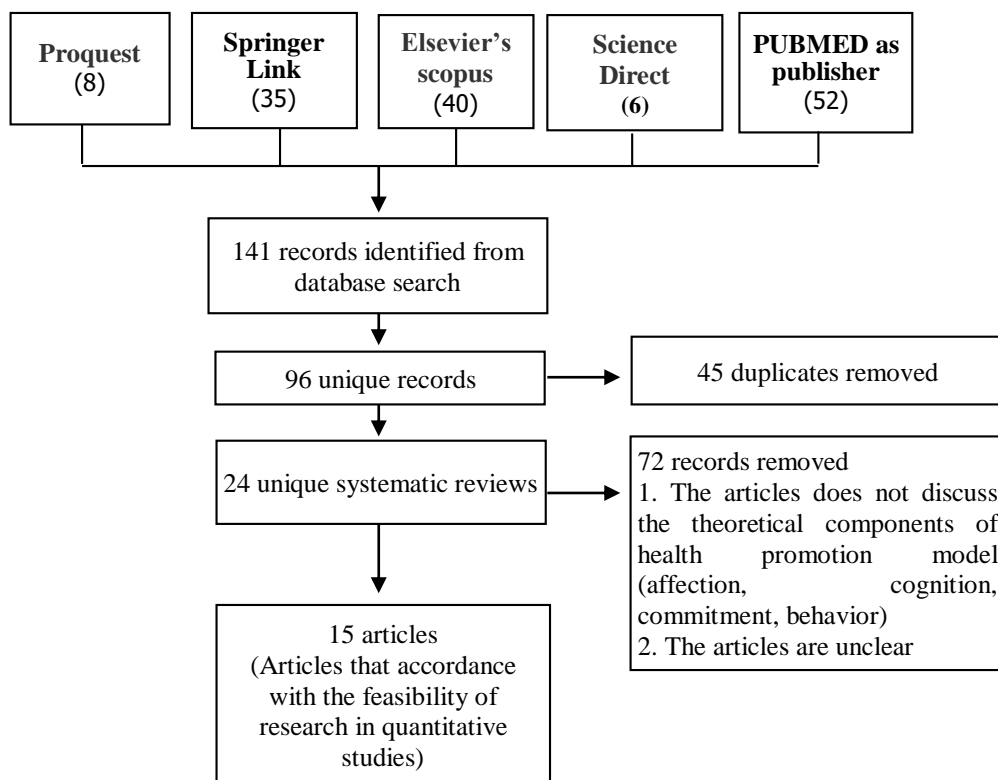 Proquest
(8)
Springer
Link
(35)
Elsevier’s
scopus
(40)
Science
Direct
(6)
PUBMED as
publisher
(52)
141 records identified from
database search
96 unique records
45 duplicates removed
24 unique systematic reviews
72 records removed
1. The articles does not discuss
the theoretical components of
health promotion model
(affection, cognition,
commitment, behavior)
2. The articles are unclear
15 articles
(Articles that accordance
with the feasibility of
research in quantitative
studies)